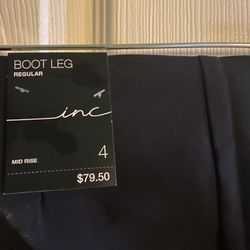 BOOT LEG
REGULAR
inc
4
MID RISE
$79.50